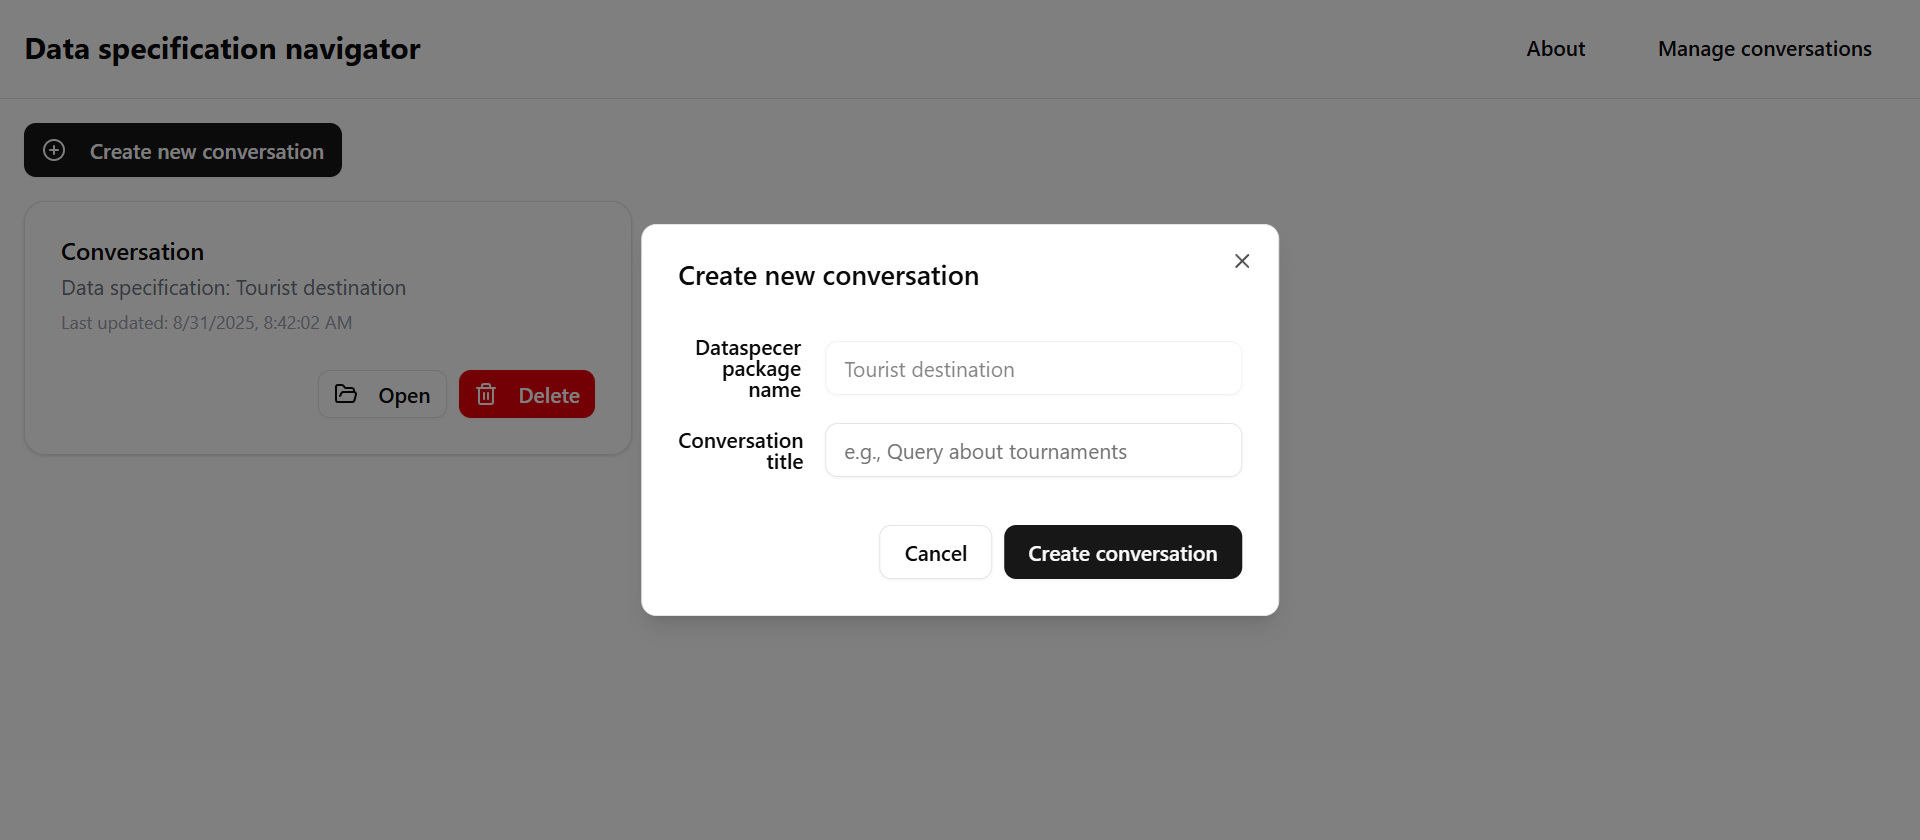 Data specification navigator
About
Manage conversations
Create new conversation
Conversation
Data specification: Tourist destination
Last updated: 8/31/2025, 8:42:02 AM
Open
Delete
Create new conversation
Dataspecer
package
name
Tourist destination
Conversation
title
e.g., Query about tournaments
Cancel
Create conversation